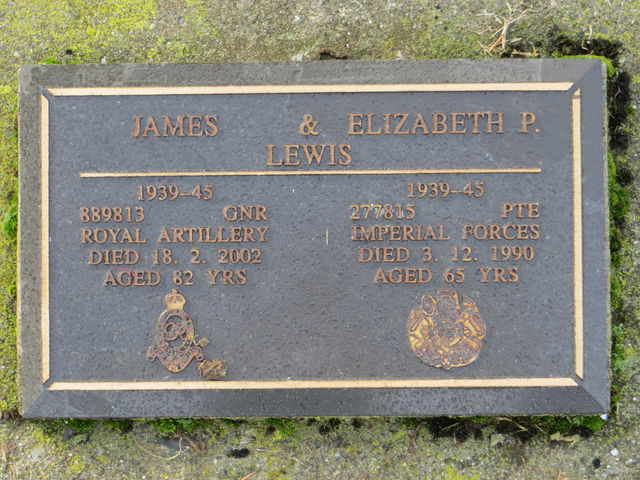 JAMES & ELIZABETH P.
LEWIS
1939-45
889813 GNR
ROYAL ARTILLERY
DIED 18. 2. 2002
AGED 82 YRS
1939-45
277815 PTE
IMPERIAL FORCES
DIED 3. 12. 1990
AGED 65 YRS